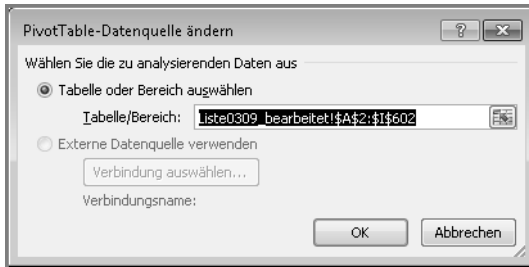 PivotTable-Datenquelle ändern
Wählen Sie die zu analysierenden Daten aus
Tabelle oder Bereich auswählen
Tabelle/Bereich: Liste0309_bearbeitet!$A$2:$I$602
Externe Datenquelle verwenden
Verbindung auswählen...
Verbindungsname:
OK Abbrechen